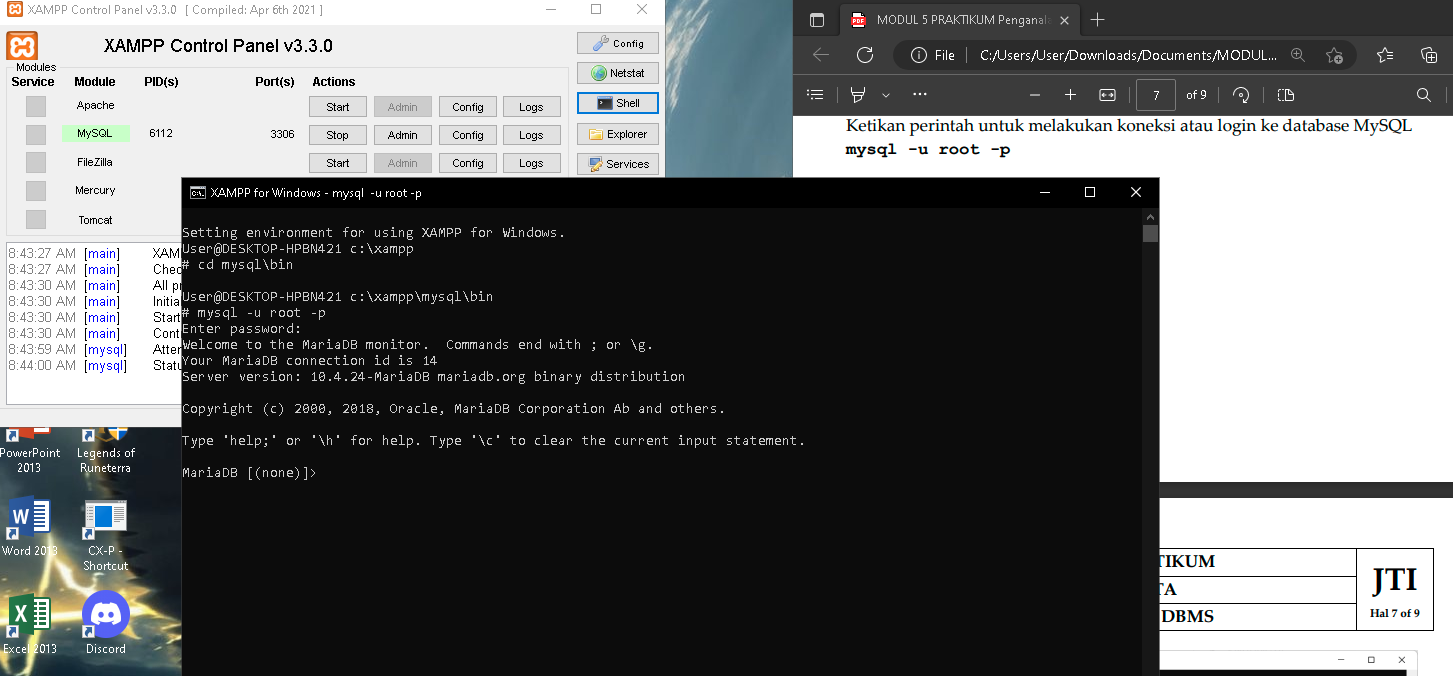 XAMPP Control Panel v3.3.0 [ Compiled: Apr 6th 2021 ]
XAMPP Control Panel v3.3.0
Modules
Service Module PID(s) Port(s) Actions
Apache Start Admin Config Logs
MySQL 6112 3306 Stop Admin Config Logs
FileZilla Start Admin Config Logs
Mercury
Tomcat
Config
Netstat
Shell
Explorer
Services
8:43:27 AM [main] XAM
8:43:27 AM [main] Chec
8:43:30 AM [main] All pr
8:43:30 AM [main] Initia
8:43:30 AM [main] Start
8:43:30 AM [main] Cont
8:43:59 AM [mysql] Atter
8:44:00 AM [mysql] Statu
MODUL 5 PRAKTIKUM Penganala
File C:/Users/User/Downloads/Documents/MODUL...
7 of 9
Ketikan perintah untuk melakukan koneksi atau login ke database MySQL
mysql -u root -p
XAMPP for Windows - mysql -u root -p
Setting environment for using XAMPP for Windows.
User@DESKTOP-HPBN421 c:\xampp
# cd mysql\bin
User@DESKTOP-HPBN421 c:\xampp\mysql\bin
# mysql -u root -p
Enter password:
Welcome to the MariaDB monitor. Commands end with ; or \g.
Your MariaDB connection id is 14
Server version: 10.4.24-MariaDB mariadb.org binary distribution
Copyright (c) 2000, 2018, Oracle, MariaDB Corporation Ab and others.
Type 'help;' or '\h' for help. Type '\c' to clear the current input statement.
MariaDB [(none)]>
PowerPoint
2013
Legends of
Runeterra
Word 2013
CX-P -
Shortcut
Excel 2013
Discord
TIKUM
TA
DBMS
JTI
Hal 7 of 9